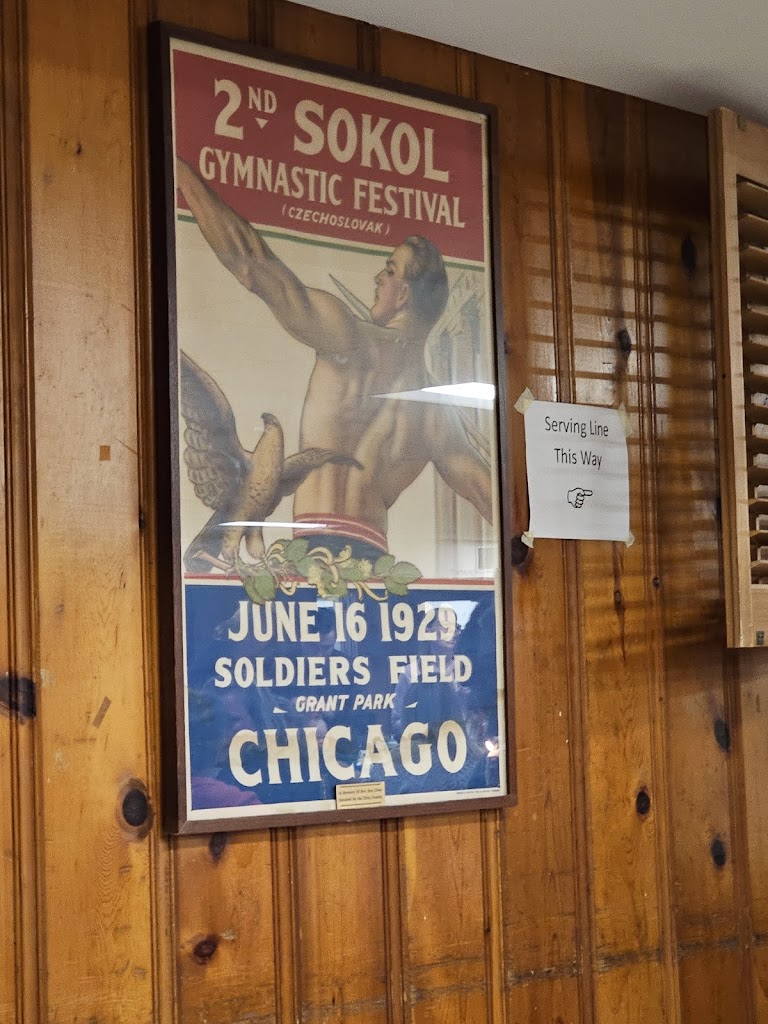 2ND SOKOL
GYMNASTIC FESTIVAL
(CZECHOSLOVAK)
JUNE 16 1929
SOLDIERS FIELD
GRANT PARK
CHICAGO
Serving Line
This Way